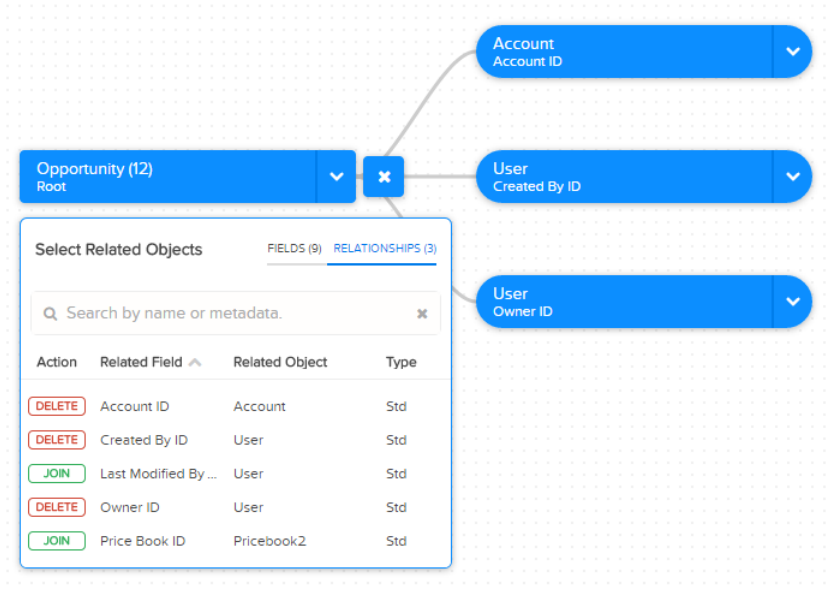 Account
Account ID
Opportunity (12)
Root
User
Created By ID
Select Related Objects FIELDS (9) RELATIONSHIPS (3)
User
Owner ID
Search by name or metadata.
Action Related Field Related Object Type
DELETE Account ID Account Std
DELETE Created By ID User Std
JOIN Last Modified By ... User Std
DELETE Owner ID User Std
JOIN Price Book ID Pricebook2 Std